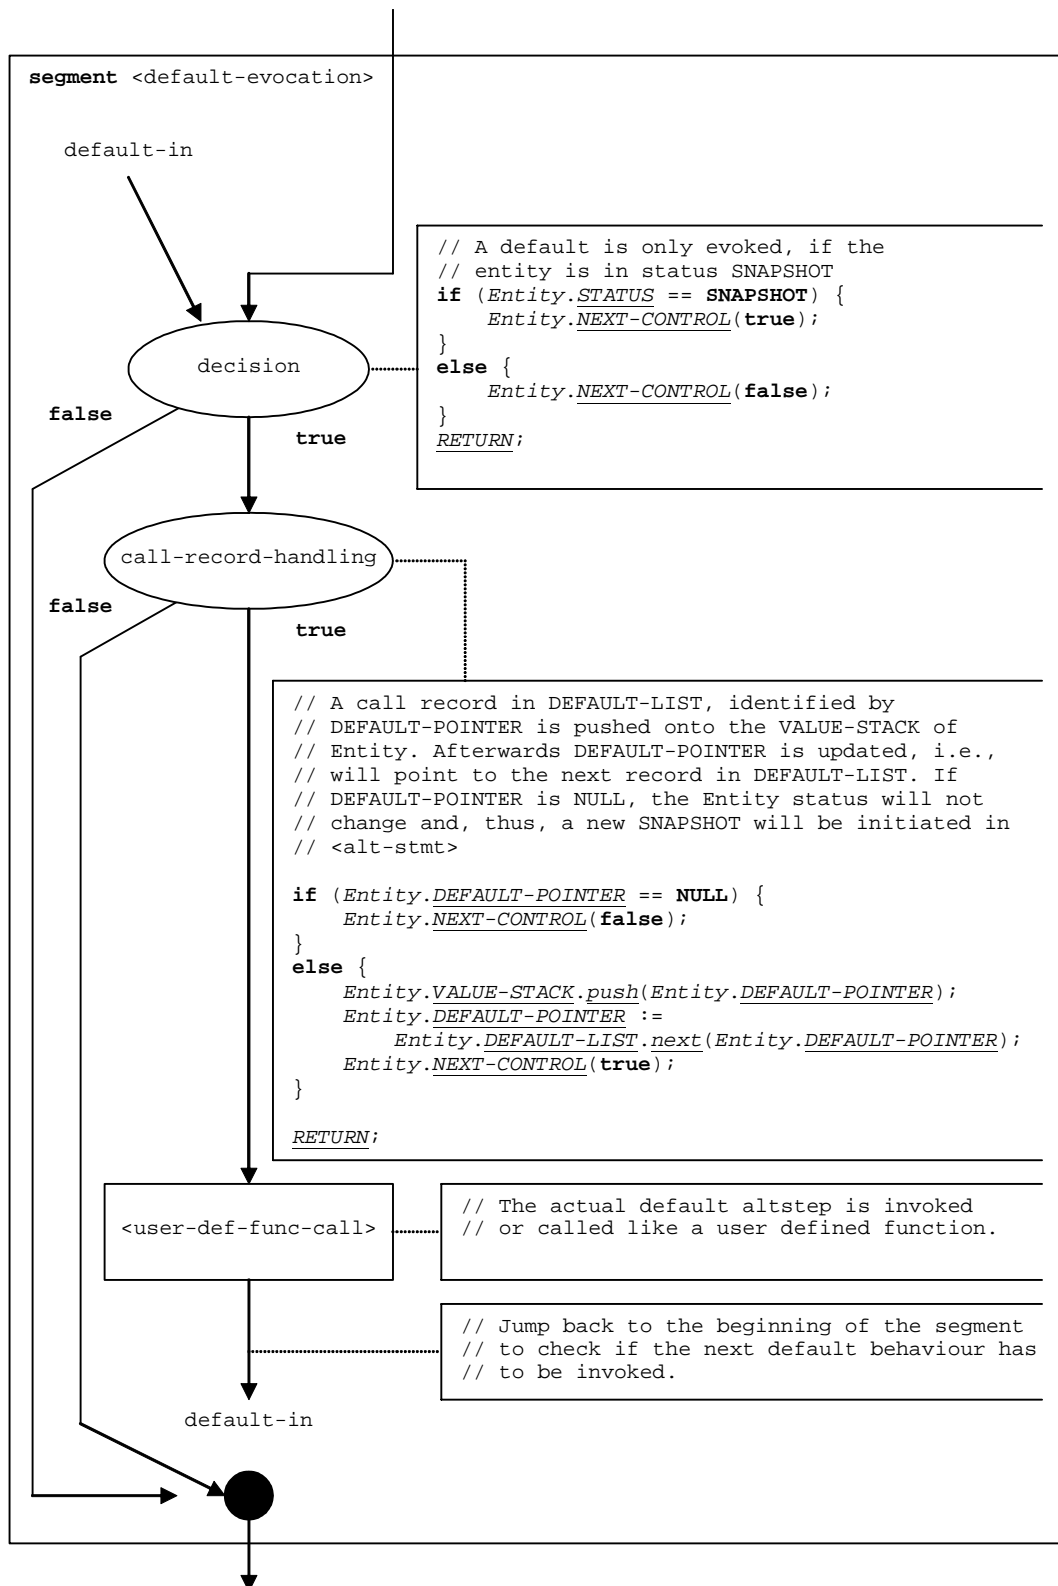 segment <default-evocation>
default-in
// A default is only evoked, if the
// entity is in status SNAPSHOT
if (Entity.STATUS == SNAPSHOT) {
    Entity.NEXT-CONTROL(true);
}
else {
    Entity.NEXT-CONTROL(false);
}
RETURN;
decision
false
true
call-record-handling
false
true
// A call record in DEFAULT-LIST, identified by
// DEFAULT-POINTER is pushed onto the VALUE-STACK of
// Entity. Afterwards DEFAULT-POINTER is updated, i.e.,
// will point to the next record in DEFAULT-LIST. If
// DEFAULT-POINTER is NULL, the Entity status will not
// change and, thus, a new SNAPSHOT will be initiated in
// <alt-stmt>
if (Entity.DEFAULT-POINTER == NULL) {
    Entity.NEXT-CONTROL(false);
}
else {
    Entity.VALUE-STACK.push(Entity.DEFAULT-POINTER);
    Entity.DEFAULT-POINTER :=
        Entity.DEFAULT-LIST.next(Entity.DEFAULT-POINTER);
    Entity.NEXT-CONTROL(true);
}
RETURN;
<user-def-func-call>
// The actual default altstep is invoked
// or called like a user defined function.
// Jump back to the beginning of the segment
// to check if the next default behaviour has
// to be invoked.
default-in